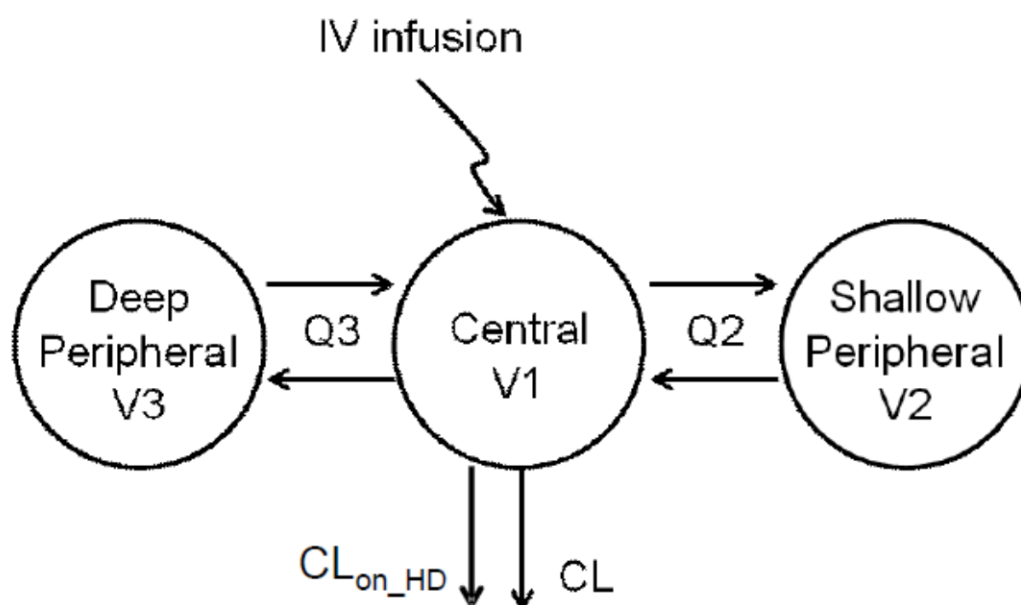 IV infusion
Deep
Peripheral
V3
Q3
Central
V1
Q2
Shallow
Peripheral
V2
CLon_HD
CL